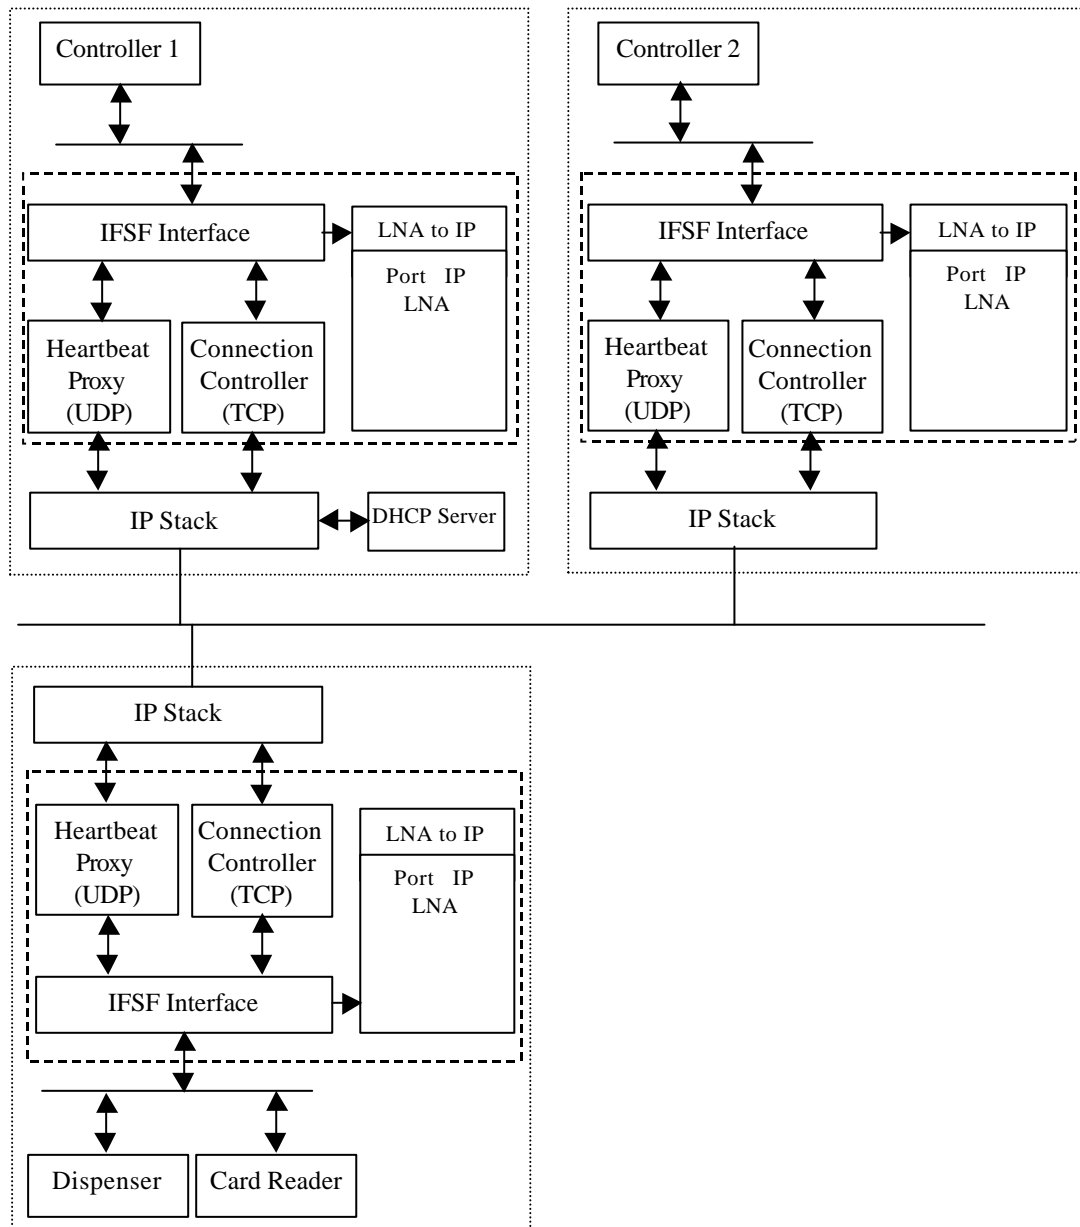 Controller 1
IFSF Interface
LNA to IP
Port IP
LNA
Heartbeat
Proxy
(UDP)
Connection
Controller
(TCP)
IP Stack
DHCP Server
Controller 2
IFSF Interface
LNA to IP
Port IP
LNA
Heartbeat
Proxy
(UDP)
Connection
Controller
(TCP)
IP Stack
IP Stack
Heartbeat
Proxy
(UDP)
Connection
Controller
(TCP)
LNA to IP
Port IP
LNA
IFSF Interface
Dispenser
Card Reader